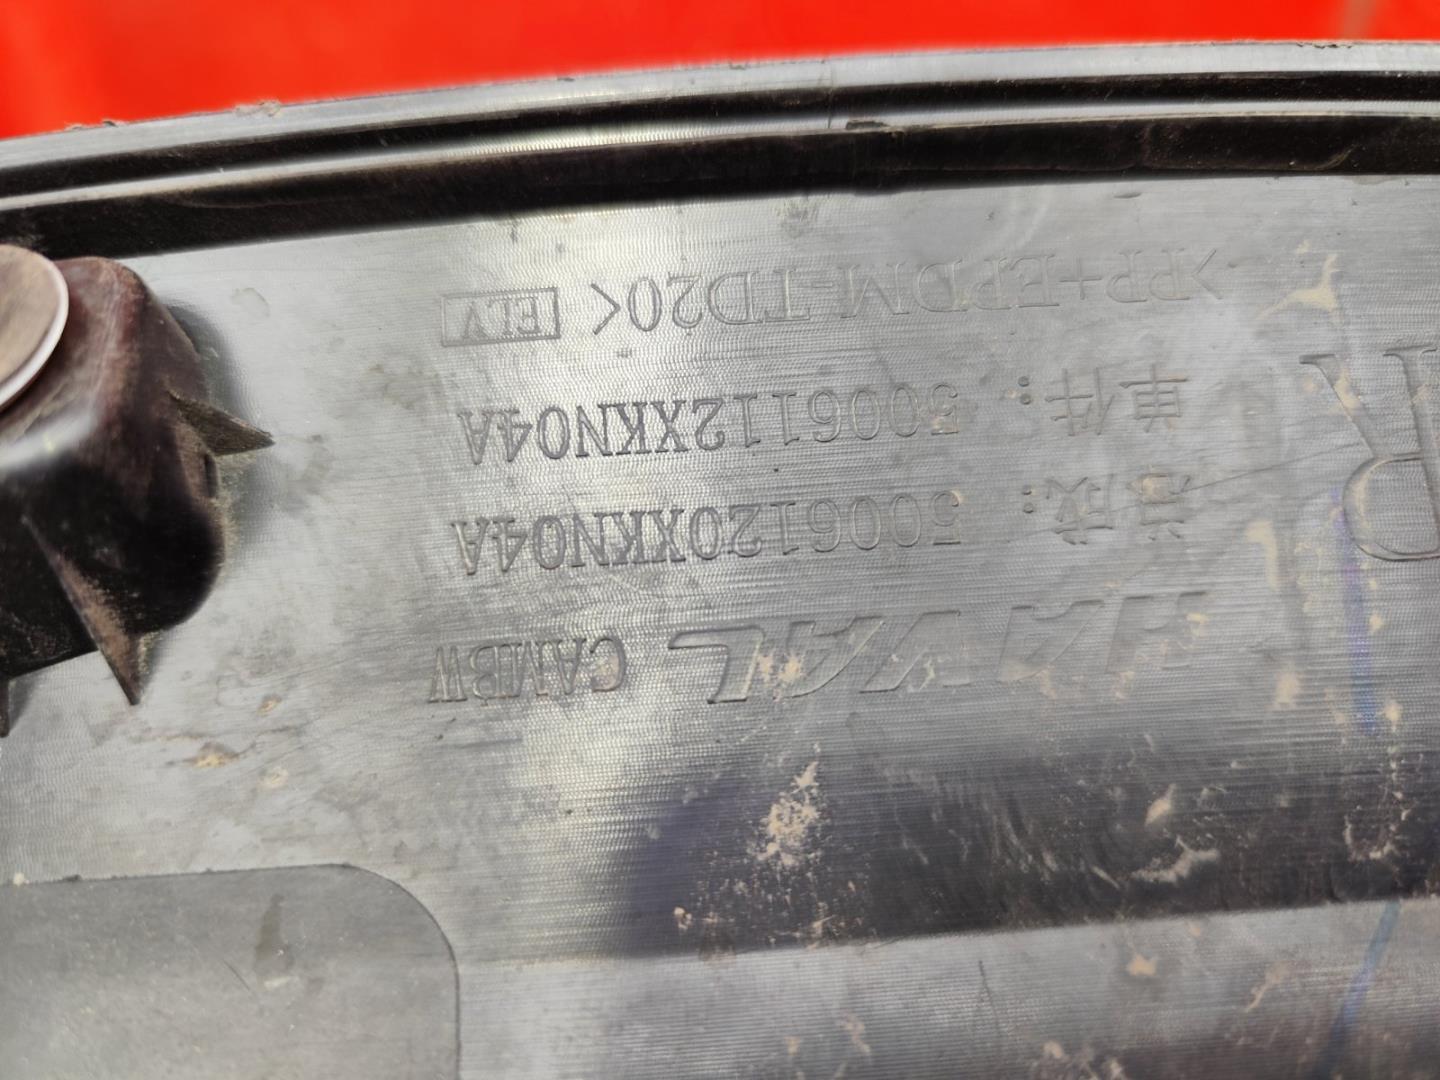 R
HAVAL CAMBW
总成: 5006120XKN04A
单件: 5006112XKN04A
>PP+EPDM-TD20< ELV